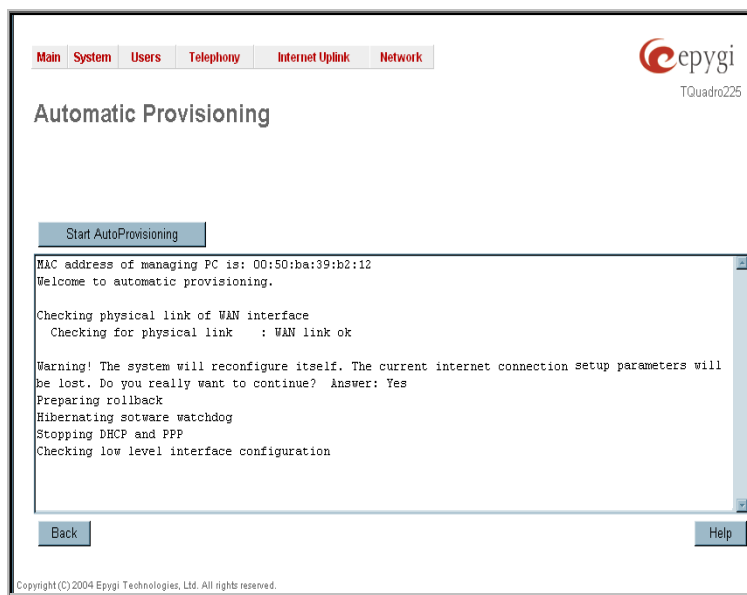 Main System Users Telephony Internet Uplink Network
epygi
TQuadro225
Automatic Provisioning
Start AutoProvisioning
MAC address of managing PC is: 00:50:ba:39:b2:12
Welcome to automatic provisioning.
Checking physical link of WAN interface
Checking for physical link : WAN link ok
Warning! The system will reconfigure itself. The current internet connection setup parameters will
be lost. Do you really want to continue? Answer: Yes
Preparing rollback
Hibernating sotware watchdog
Stopping DHCP and PPP
Checking low level interface configuration
Back
Help
Copyright (C) 2004 Epygi Technologies, Ltd. All rights reserved.